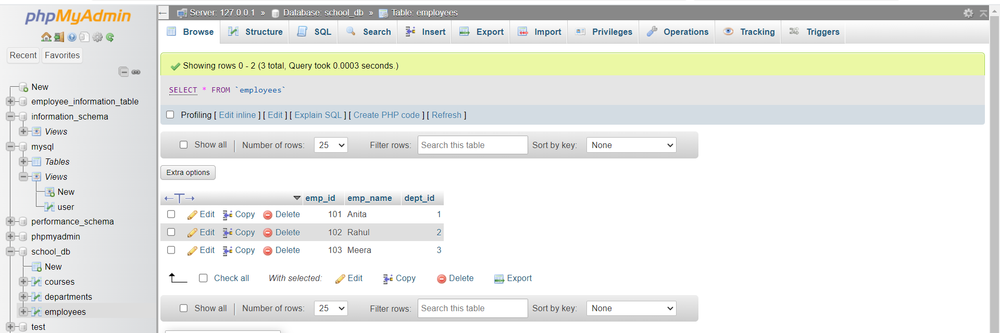 phpMyAdmin
Recent Favorites
New
employee_information_table
information_schema
Views
mysql
Tables
Views
New
user
performance_schema
phpmyadmin
school_db
New
courses
departments
employees
test
Server: 127.0.0.1 » Database: school_db » Table: employees
Browse Structure SQL Search Insert Export Import Privileges Operations Tracking Triggers
Showing rows 0 - 2 (3 total, Query took 0.0003 seconds.)
SELECT * FROM `employees`
Profiling [ Edit inline ] [ Edit ] [ Explain SQL ] [ Create PHP code ] [ Refresh ]
Show all | Number of rows: 25 Filter rows: Search this table Sort by key: None
Extra options
←T→ emp_id emp_name dept_id
Edit Copy Delete 101 Anita 1
Edit Copy Delete 102 Rahul 2
Edit Copy Delete 103 Meera 3
Check all With selected: Edit Copy Delete Export
Show all | Number of rows: 25 Filter rows: Search this table Sort by key: None